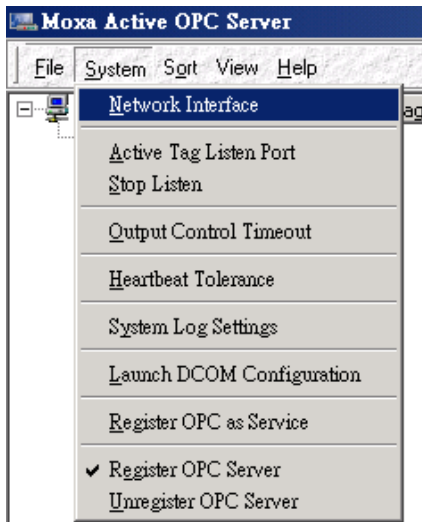 Moxa Active OPC Server
File System Sort View Help
Network Interface
Active Tag Listen Port
Stop Listen
Output Control Timeout
Heartbeat Tolerance
System Log Settings
Launch DCOM Configuration
Register OPC as Service
Register OPC Server
Unregister OPC Server